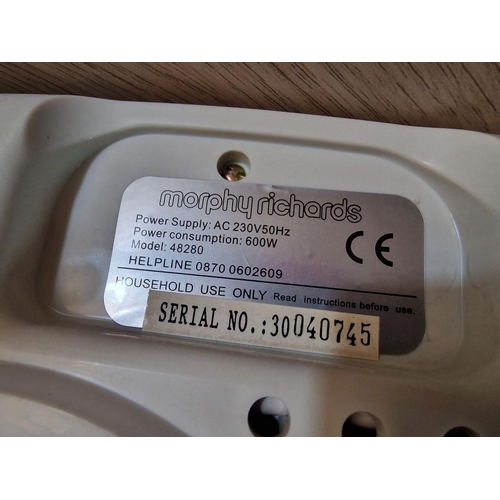 morphy richards
Power Supply: AC 230V50Hz
Power consumption: 600W
Model: 48280
CE
HELPLINE 0870 0602609
HOUSEHOLD USE ONLY Read instructions before use.
SERIAL NO.:30040745